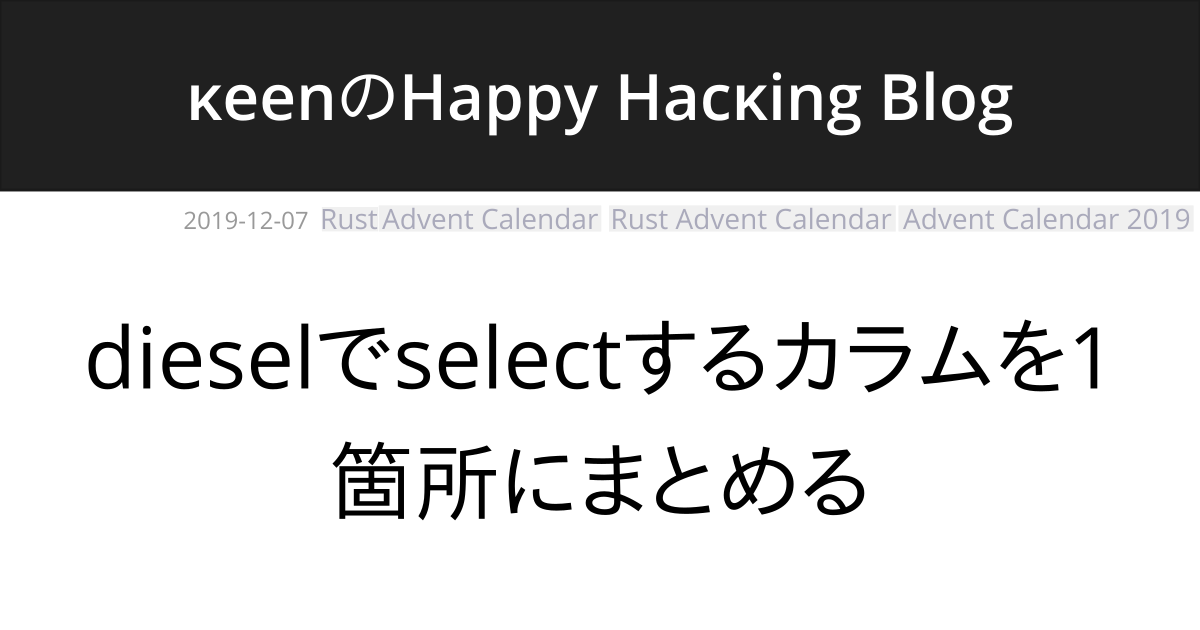 κeenのHappy Hacκing Blog
2019-12-07 Rust Advent Calendar Rust Advent Calendar Advent Calendar 2019
dieselでselectするカラムを1
箇所にまとめる